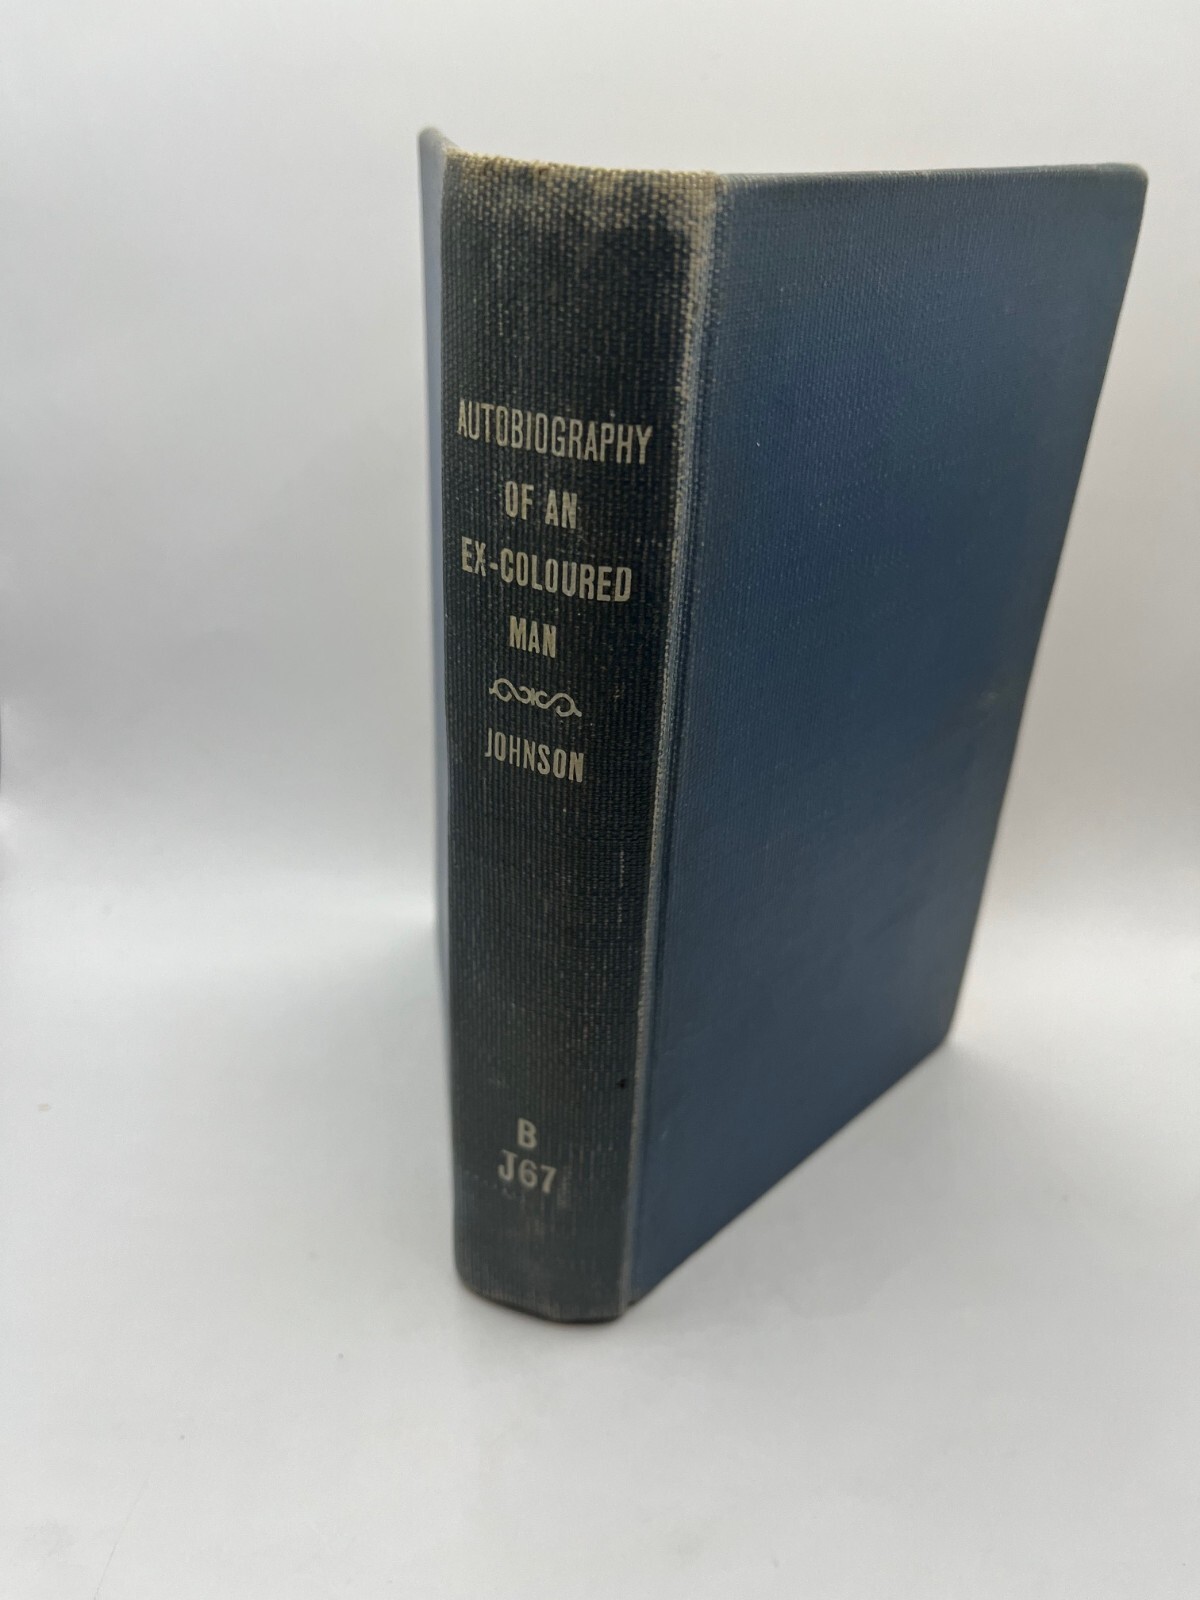 AUTOBIOGRAPHY
OF AN
EX-COLOURED
MAN
JOHNSON
B
J67